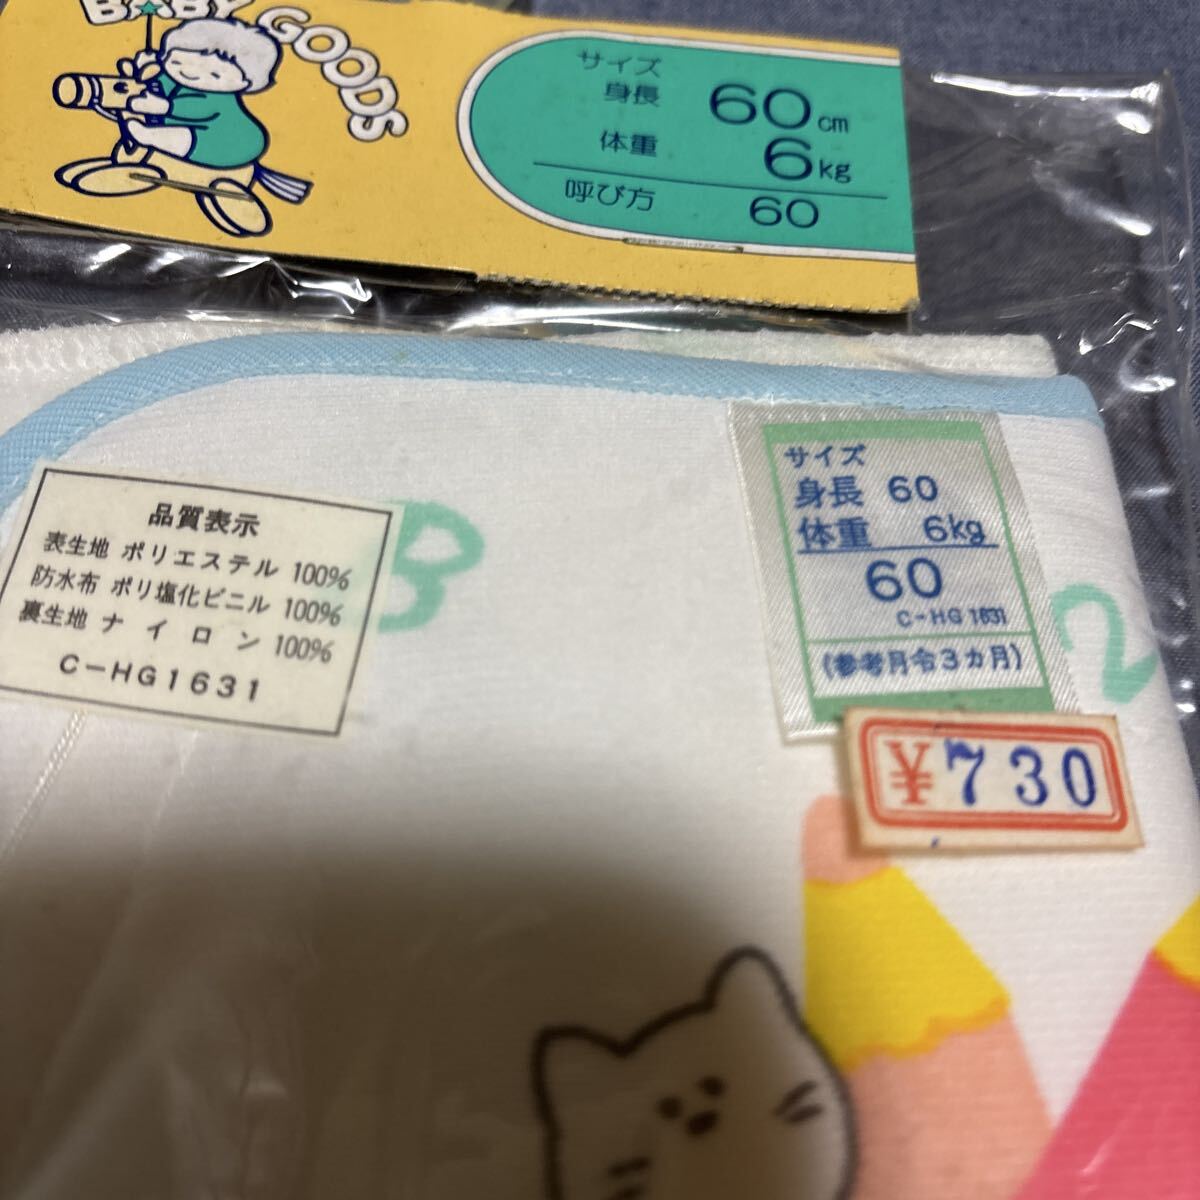 BABY GOODS
サイズ
身長 60cm
体重 6kg
呼び方 60
品質表示
表生地 ポリエステル 100%
防水布 ポリ塩化ビニル 100%
裏生地 ナイロン 100%
C-HG1631
サイズ
身長 60
体重 6kg
60
C-HG 1631
(参考月令3カ月)
¥730
B
2